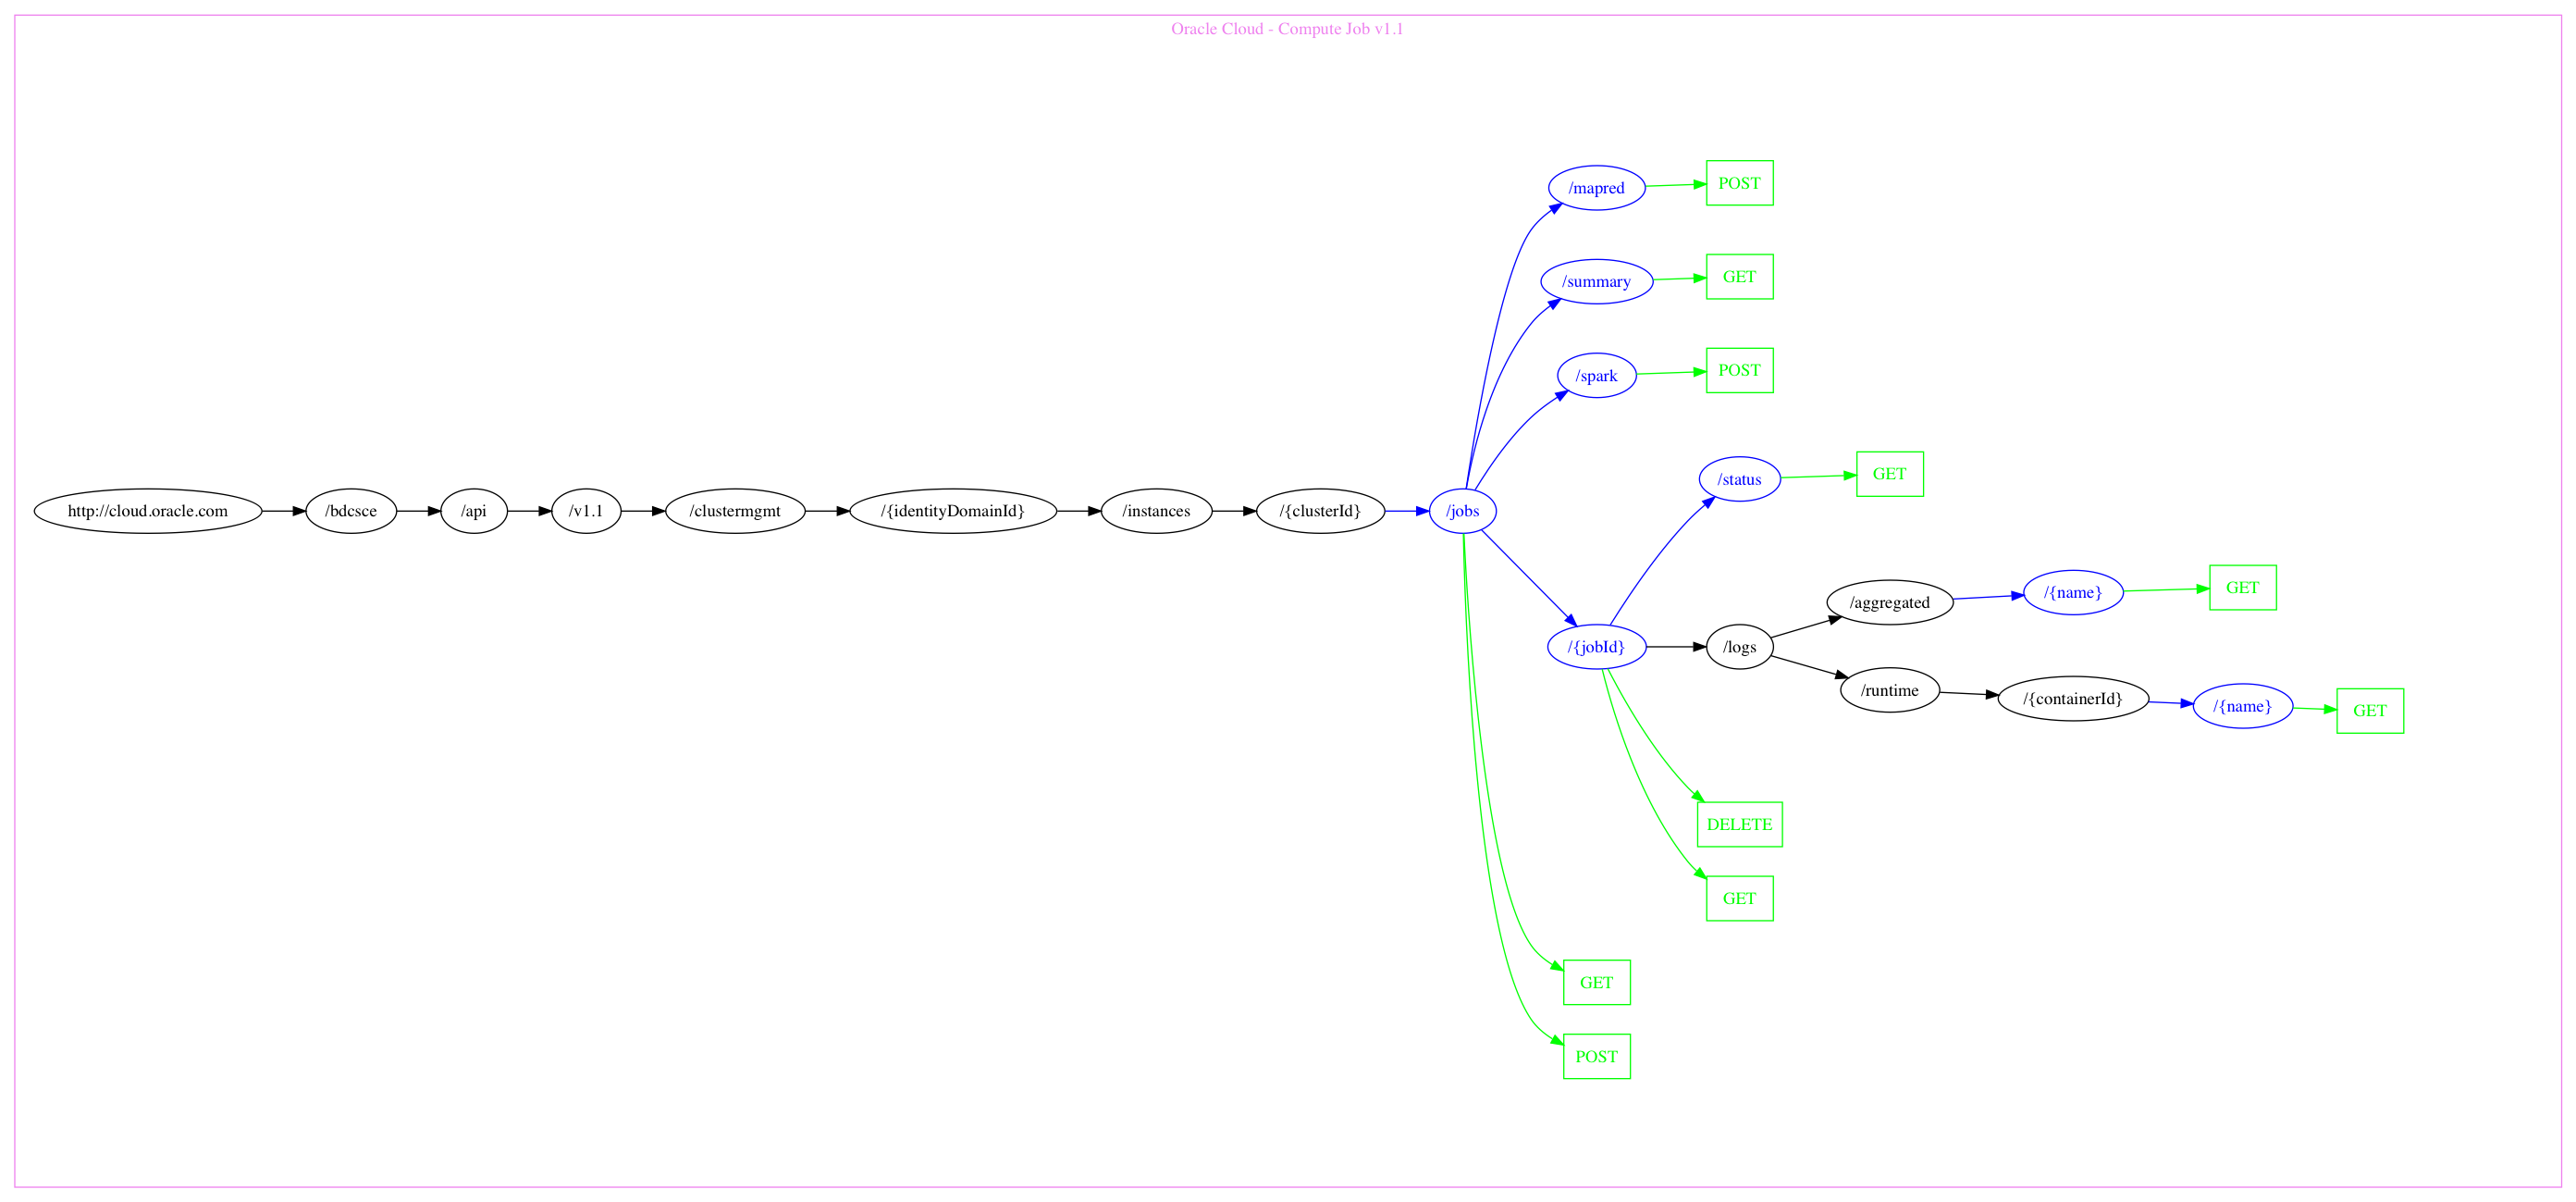 Oracle Cloud - Compute Job v1.1
http://cloud.oracle.com
/bdcsce
/api
/v1.1
/clustermgmt
/{identityDomainId}
/instances
/{clusterId}
/jobs
/mapred
POST
/summary
GET
/spark
POST
/status
GET
/{jobId}
/logs
/aggregated
/{name}
GET
/runtime
/{containerId}
/{name}
GET
DELETE
GET
GET
POST